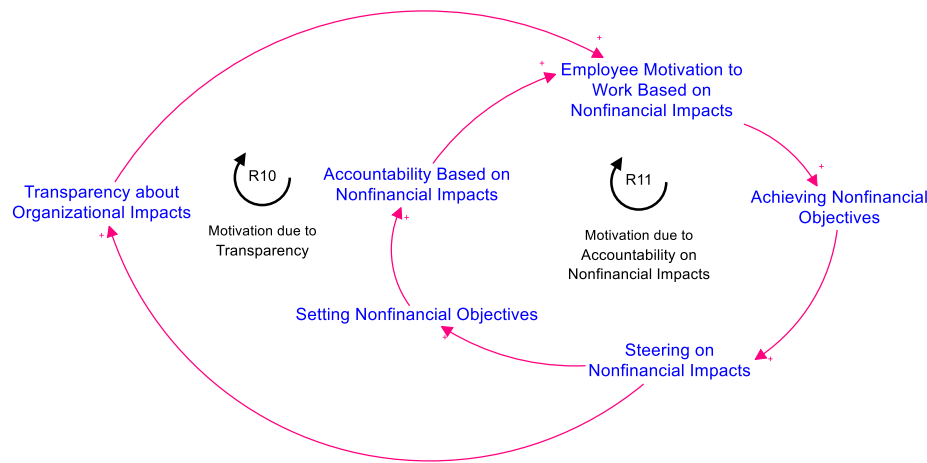 +
+
Employee Motivation to
Work Based on
Nonfinancial Impacts
+
Transparency about
Organizational Impacts
+
R10
Motivation due to
Transparency
Accountability Based on
Nonfinancial Impacts
+
R11
Motivation due to
Accountability on
Nonfinancial Impacts
Achieving Nonfinancial
Objectives
Setting Nonfinancial Objectives
+
Steering on
Nonfinancial Impacts
+